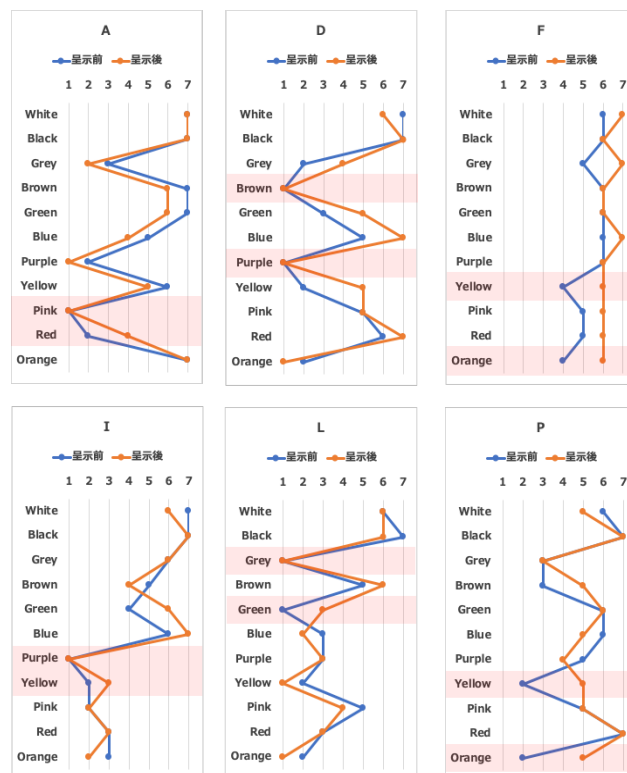 A
呈示前 呈示後
1 2 3 4 5 6 7
White
Black
Grey
Brown
Green
Blue
Purple
Yellow
Pink
Red
Orange
D
呈示前 呈示後
1 2 3 4 5 6 7
White
Black
Grey
Brown
Green
Blue
Purple
Yellow
Pink
Red
Orange
F
呈示前 呈示後
1 2 3 4 5 6 7
White
Black
Grey
Brown
Green
Blue
Purple
Yellow
Pink
Red
Orange
I
呈示前 呈示後
1 2 3 4 5 6 7
White
Black
Grey
Brown
Green
Blue
Purple
Yellow
Pink
Red
Orange
L
呈示前 呈示後
1 2 3 4 5 6 7
White
Black
Grey
Brown
Green
Blue
Purple
Yellow
Pink
Red
Orange
P
呈示前 呈示後
1 2 3 4 5 6 7
White
Black
Grey
Brown
Green
Blue
Purple
Yellow
Pink
Red
Orange